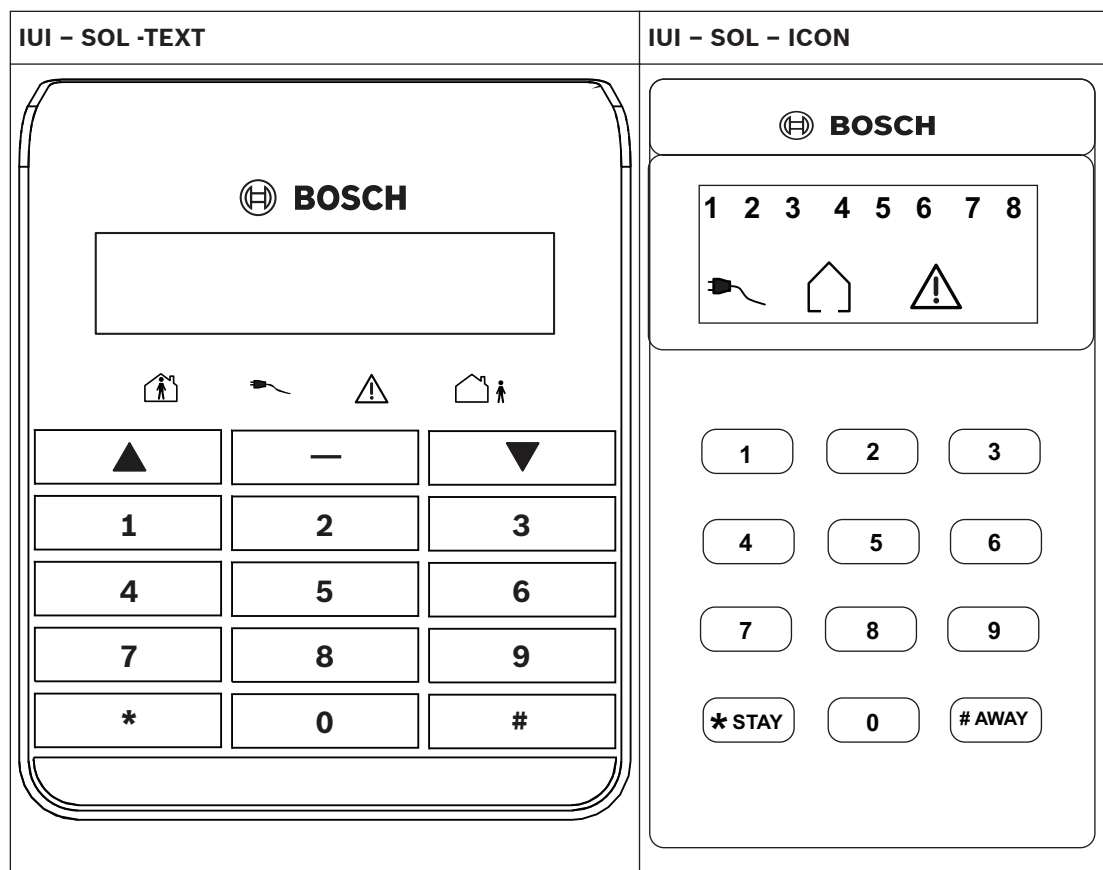 IUI – SOL -TEXT
BOSCH
▲ — ▼
1 2 3
4 5 6
7 8 9
* 0 #
IUI – SOL – ICON
BOSCH
1 2 3 4 5 6 7 8
1 2 3
4 5 6
7 8 9
* STAY 0 # AWAY